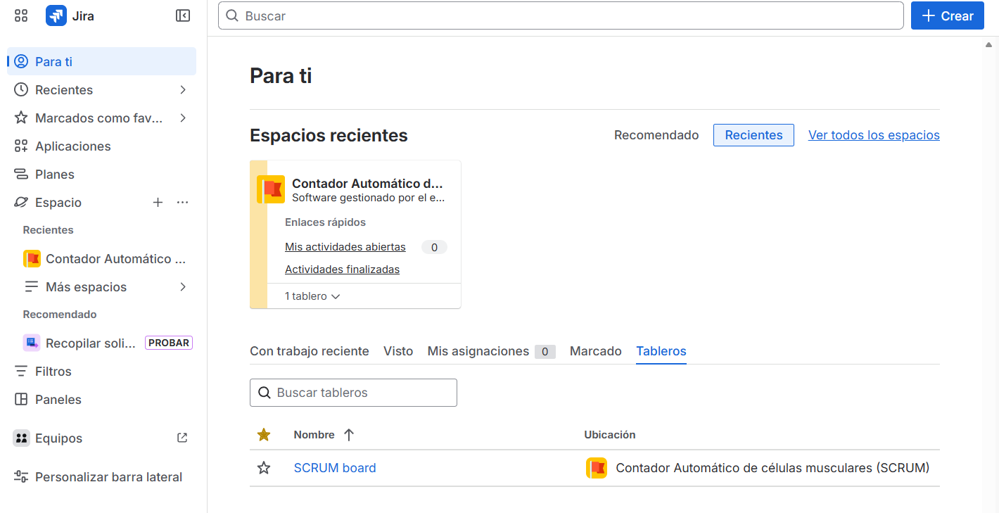 Jira
Buscar
Crear
Para ti
Recientes
Marcados como fav...
Aplicaciones
Planes
Espacio
Recientes
Contador Automático ...
Más espacios
Recomendado
Recopilar soli... PROBAR
Filtros
Paneles
Equipos
Personalizar barra lateral
Para ti
Espacios recientes
Recomendado Recientes Ver todos los espacios
Contador Automático d...
Software gestionado por el e...
Enlaces rápidos
Mis actividades abiertas 0
Actividades finalizadas
1 tablero
Con trabajo reciente Visto Mis asignaciones 0 Marcado Tableros
Buscar tableros
Nombre Ubicación
SCRUM board Contador Automático de células musculares (SCRUM)